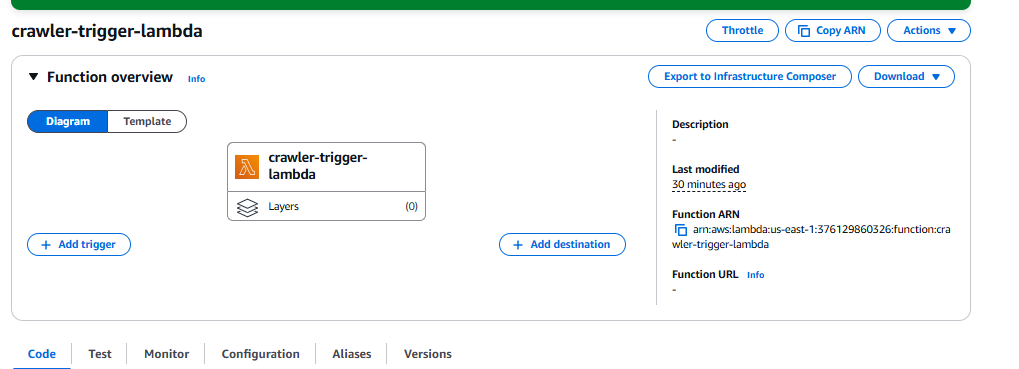 crawler-trigger-lambda
Throttle
Copy ARN
Actions
Function overview
Info
Export to Infrastructure Composer
Download
Diagram
Template
crawler-trigger-
lambda
Layers
(0)
Add trigger
Add destination
Description
-
Last modified
30 minutes ago
Function ARN
arn:aws:lambda:us-east-1:376129860326:function:cra
wler-trigger-lambda
Function URL
Info
-
Code
Test
Monitor
Configuration
Aliases
Versions